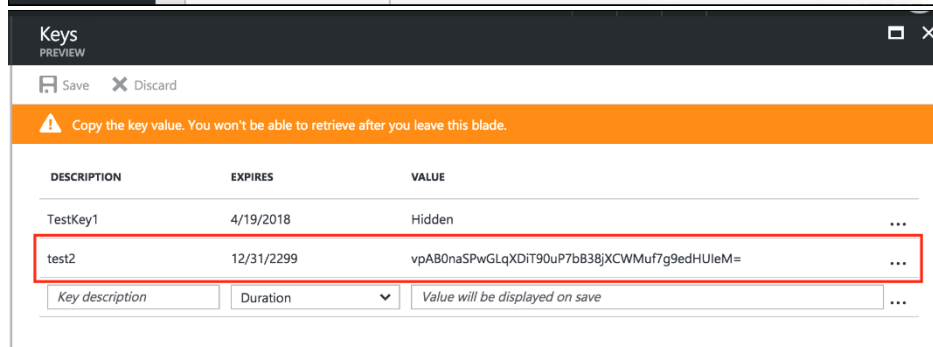 Keys
PREVIEW
Save Discard
Copy the key value. You won't be able to retrieve after you leave this blade.
DESCRIPTION EXPIRES VALUE
TestKey1 4/19/2018 Hidden ...
test2 12/31/2299 vpAB0naSPwGLqXDiT90uP7bB38jXCWMuf7g9edHUIeM= ...
Key description Duration Value will be displayed on save ...